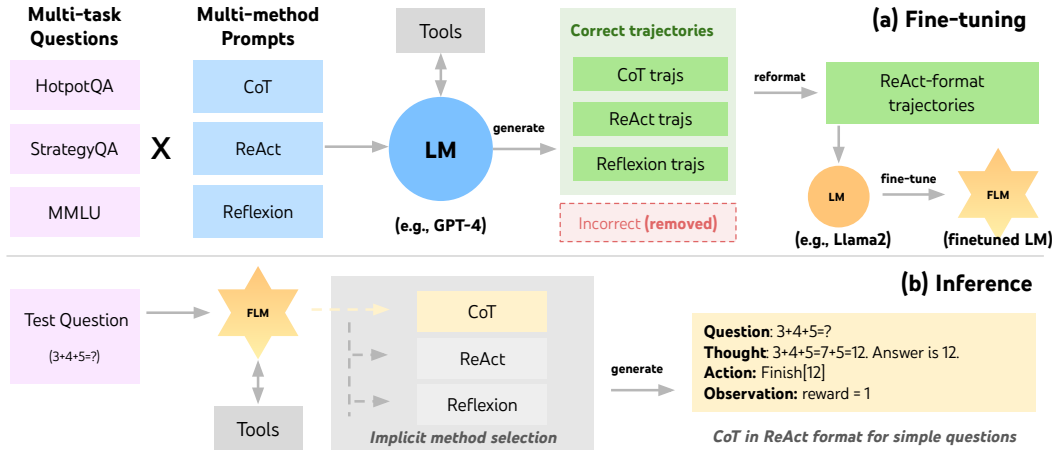 Multi-task
Questions
Multi-method
Prompts
Tools
Correct trajectories
(a) Fine-tuning
HotpotQA
StrategyQA
MMLU
X
CoT
ReAct
Reflexion
LM
(e.g., GPT-4)
generate
CoT trajs
ReAct trajs
Reflexion trajs
Incorrect (removed)
reformat
ReAct-format
trajectories
LM
(e.g., Llama2)
fine-tune
FLM
(finetuned LM)
(b) Inference
Test Question
(3+4+5=?)
FLM
Tools
CoT
ReAct
Reflexion
Implicit method selection
generate
Question: 3+4+5=?
Thought: 3+4+5=7+5=12. Answer is 12.
Action: Finish[12]
Observation: reward = 1
CoT in ReAct format for simple questions